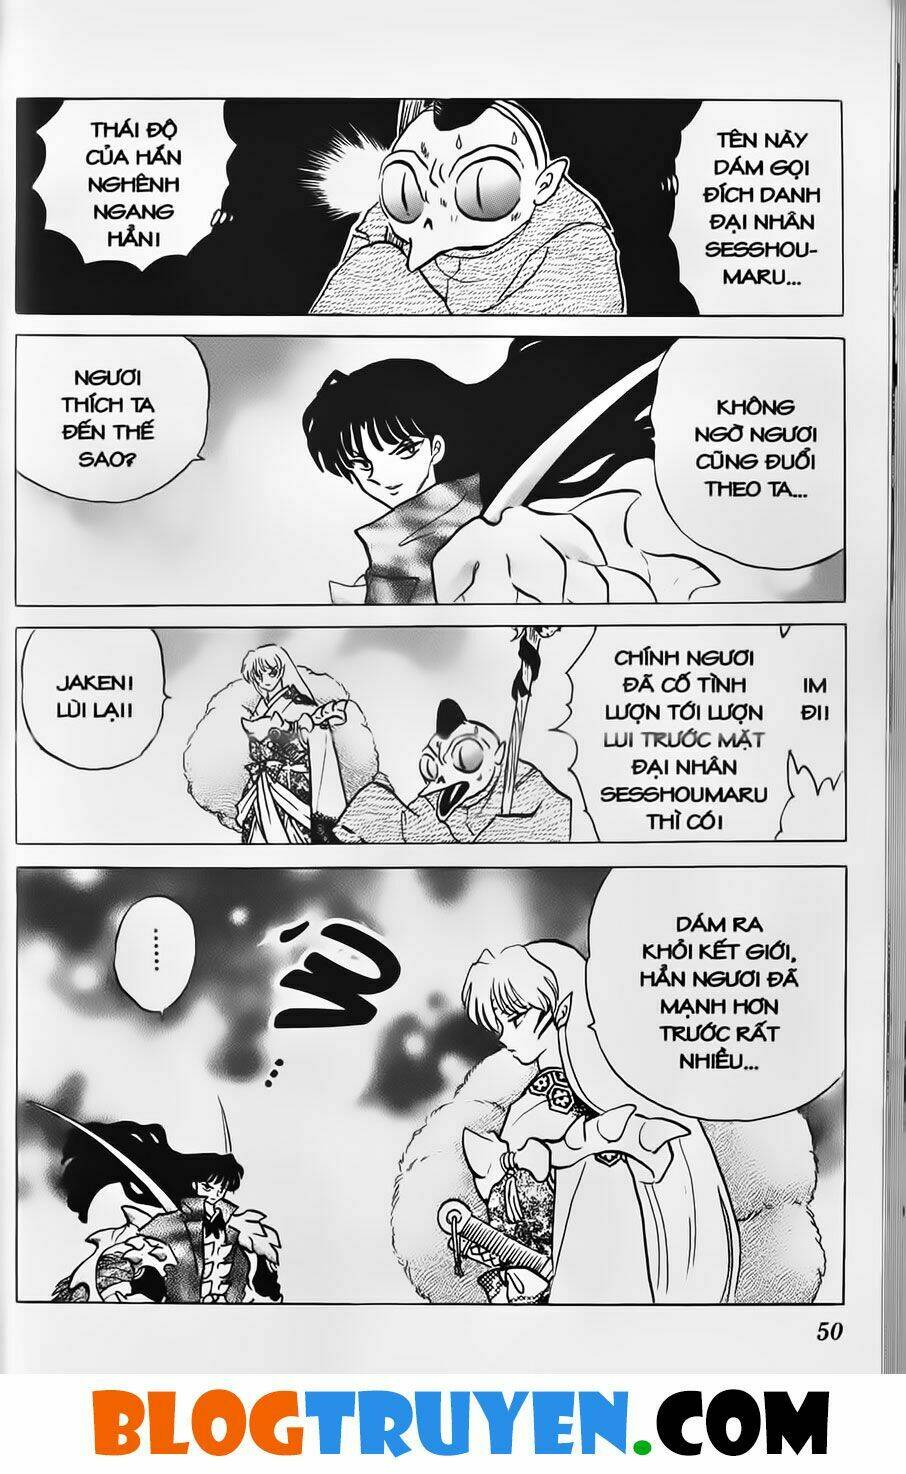 TÊN NÀY
DÁM GỌI
ĐÍCH DANH
ĐẠI NHÂN
SESSHOU-
MARU...
THÁI ĐỘ
CỦA HẮN
NGHÊNH
NGANG
HẲN!
KHÔNG
NGỜ NGƯƠI
CŨNG ĐUỔI
THEO TA...
NGƯƠI
THÍCH TA
ĐẾN THẾ
SAO?
IM
ĐI!
CHÍNH NGƯƠI
ĐÃ CỐ TÌNH
LƯỢN TỚI LƯỢN
LUI TRƯỚC MẶT
ĐẠI NHÂN
SESSHOUMARU
THÌ CÓ!
JAKEN!
LÙI LẠI!
DÁM RA
KHỎI KẾT GIỚI,
HẲN NGƯƠI ĐÃ
MẠNH HƠN
TRƯỚC RẤT
NHIỀU...
......
50
BLOGTRUYEN.COM